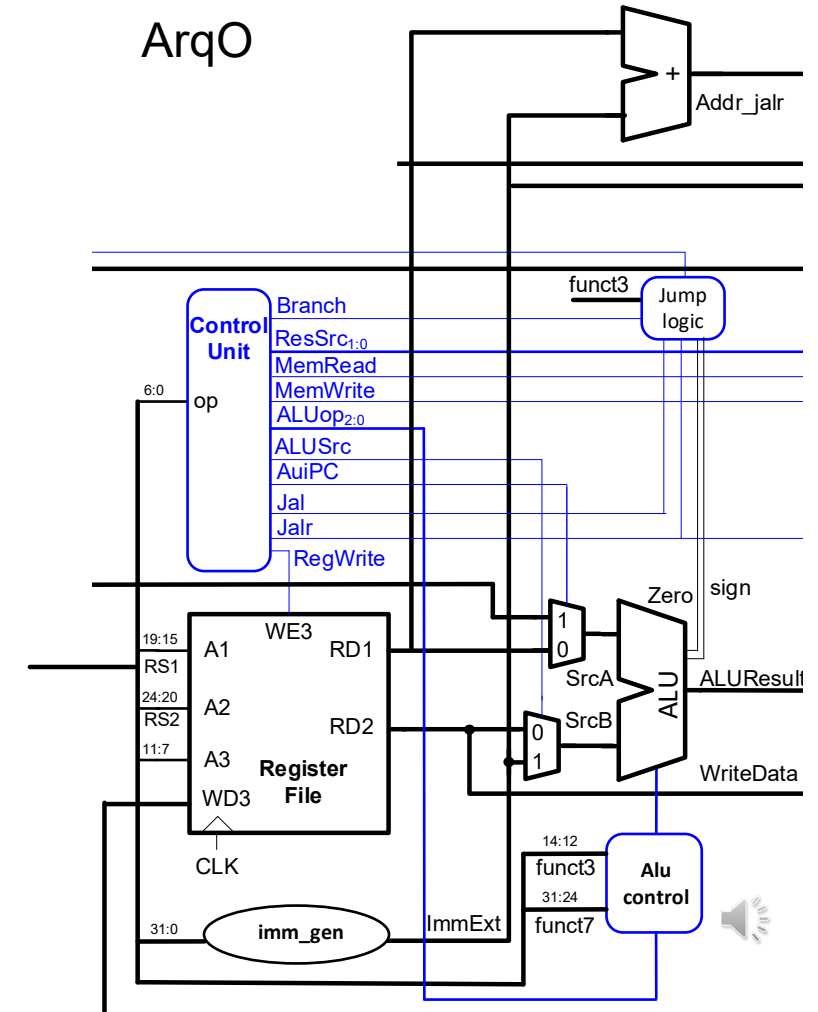 ArqO
+
Addr_jalr
funct3
Jump
logic
Control
Unit
op
6:0
Branch
ResSrc1:0
MemRead
MemWrite
ALUop2:0
ALUSrc
AuiPC
Jal
Jalr
RegWrite
Zero
sign
WE3
19:15
RS1
A1
RD1
1
0
SrcA
ALU
ALUResult
24:20
RS2
A2
RD2
0
1
SrcB
11:7
A3
Register
File
WD3
CLK
WriteData
14:12
funct3
31:24
funct7
Alu
control
31:0
imm_gen
ImmExt